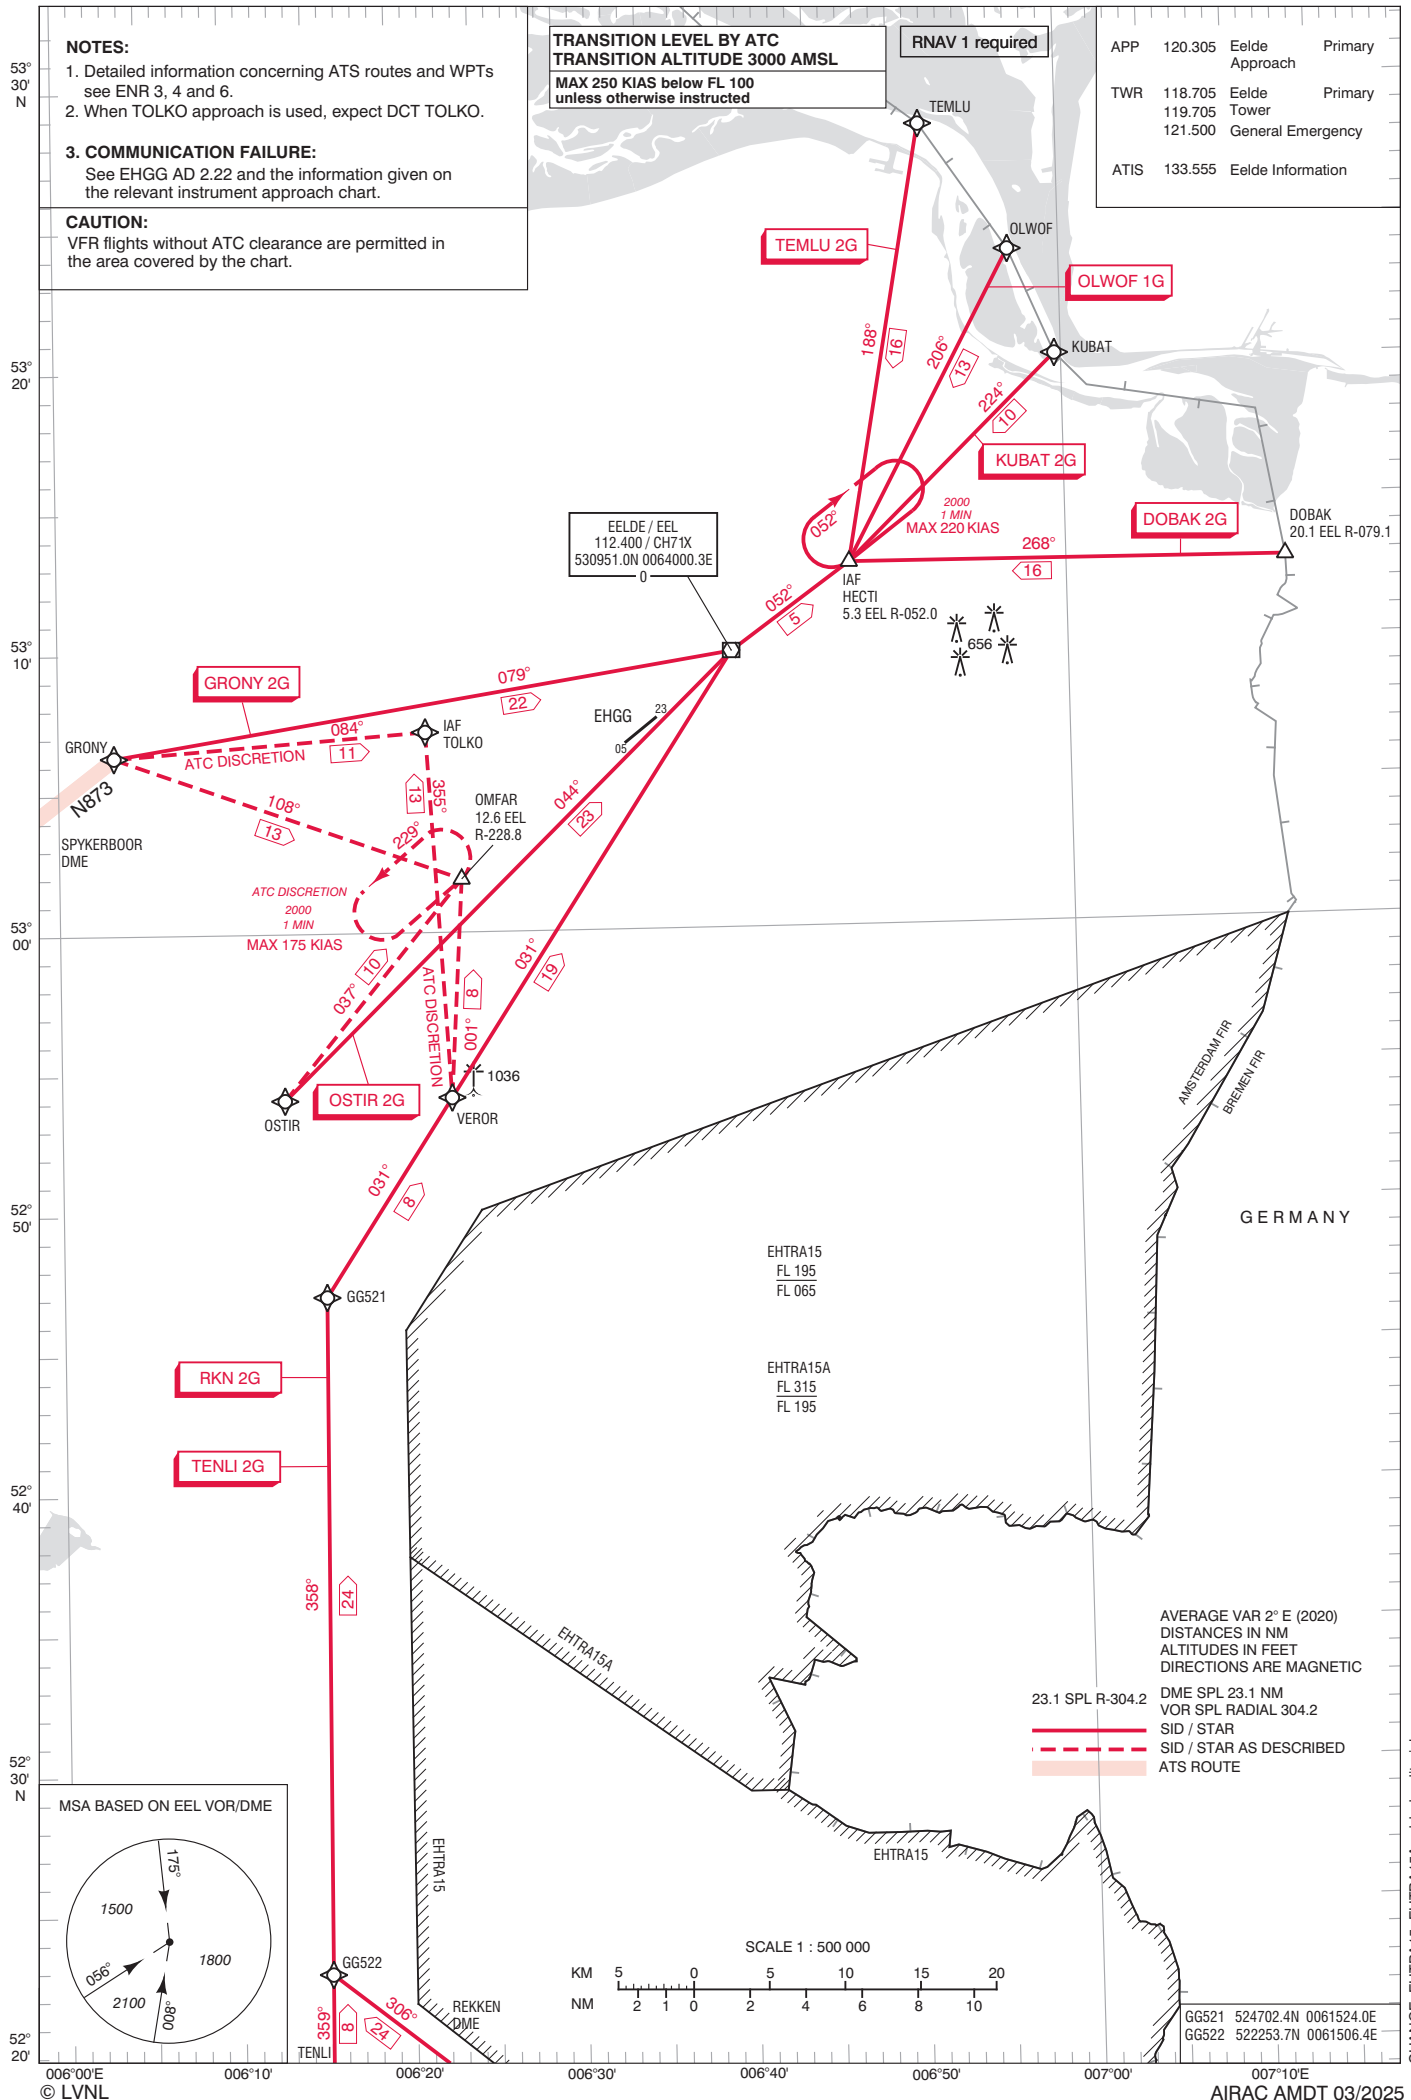 NOTES:
1. Detailed information concerning ATS routes and WPTs
see ENR 3, 4 and 6.
2. When TOLKO approach is used, expect DCT TOLKO.
3. COMMUNICATION FAILURE:
See EHGG AD 2.22 and the information given on
the relevant instrument approach chart.
CAUTION:
VFR flights without ATC clearance are permitted in
the area covered by the chart.
TRANSITION LEVEL BY ATC
TRANSITION ALTITUDE 3000 AMSL
MAX 250 KIAS below FL 100
unless otherwise instructed
RNAV 1 required
APP 120.305 Eelde Primary
Approach
TWR 118.705 Eelde Primary
119.705 Tower
121.500 General Emergency
ATIS 133.555 Eelde Information
53°
30'
N
TEMLU
OLWOF
TEMLU 2G
OLWOF 1G
188°
16
206°
13
KUBAT
53°
20'
224°
10
KUBAT 2G
052°
2000
1 MIN
MAX 220 KIAS
DOBAK 2G
DOBAK
20.1 EEL R-079.1
EELDE / EEL
112.400 / CH71X
530951.0N 0064000.3E
0
268°
16
IAF
HECTI
5.3 EEL R-052.0
052°
5
656
53°
10'
GRONY 2G
079°
22
EHGG
23
05
GRONY
084°
11
ATC DISCRETION
IAF
TOLKO
N873
SPYKERBOOR
DME
108°
13
13
355°
OMFAR
12.6 EEL
R-228.8
044°
23
229°
ATC DISCRETION
2000
1 MIN
MAX 175 KIAS
53°
00'
037°
10
ATC DISCRETION
001°
8
031°
19
OSTIR 2G
OSTIR
1036
VEROR
AMSTERDAM FIR
BREMEN FIR
031°
8
52°
50'
GERMANY
EHTRA15
FL 195
FL 065
GG521
EHTRA15A
FL 315
FL 195
RKN 2G
TENLI 2G
52°
40'
358°
24
EHTRA15A
AVERAGE VAR 2° E (2020)
DISTANCES IN NM
ALTITUDES IN FEET
DIRECTIONS ARE MAGNETIC
23.1 SPL R-304.2 DME SPL 23.1 NM
VOR SPL RADIAL 304.2
SID / STAR
SID / STAR AS DESCRIBED
ATS ROUTE
52°
30'
N
MSA BASED ON EEL VOR/DME
175°
1500
1800
056°
2100
008°
EHTRA15
EHTRA15
GG522
359°
8
306°
24
TENLI
REKKEN
DME
SCALE 1 : 500 000
KM 5 0 5 10 15 20
NM 2 1 0 2 4 6 8 10
GG521 524702.4N 0061524.0E
GG522 522253.7N 0061506.4E
52°
20'
006°00'E 006°10' 006°20' 006°30' 006°40' 006°50' 007°00' 007°10'E
© LVNL
AIRAC AMDT 03/2025